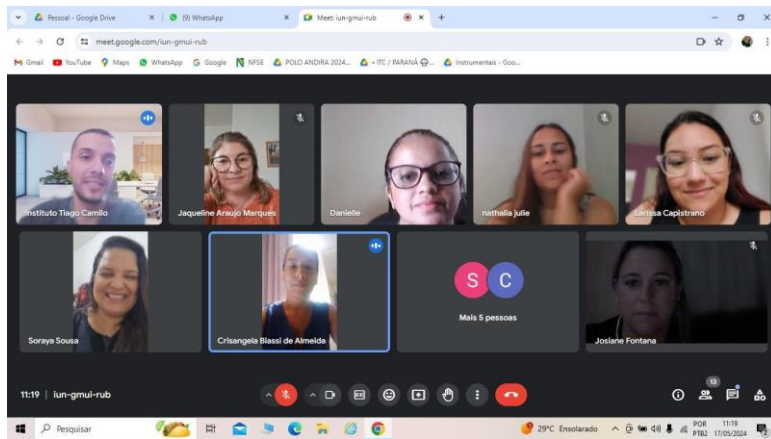 Pessoal - Google Drive
(9) WhatsApp
Meet: iun-gmui-rub
meet.google.com/iun-gmui-rub
Gmail YouTube Maps WhatsApp Google NFSE POLO ANDIRA 2024... • ITC / PARANÁ Instrumentais - Goo...
Instituto Tiago Camilo
Jaqueline Araujo Marques
Danielle
nathalia julie
Larissa Capistrano
Soraya Sousa
Crisangela Biassi de Almeida
S C
Mais 5 pessoas
Josiane Fontana
11:19 | iun-gmui-rub
13
Pesquisar
29°C Ensolarado
POR
PTB2
11:19
17/05/2024